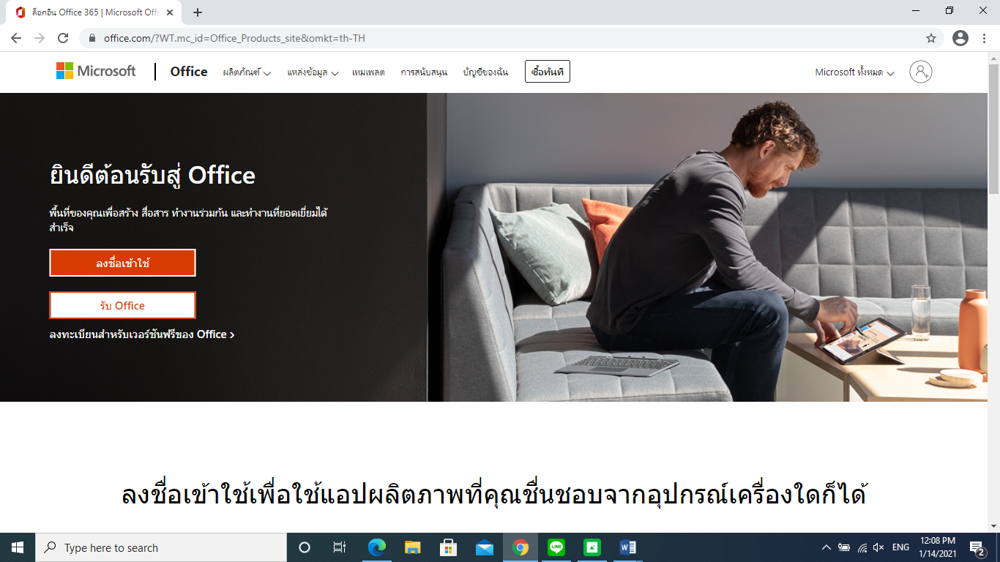 ล็อกอิน Office 365 | Microsoft Offi
office.com/?WT.mc_id=Office_Products_site&omkt=th-TH
Microsoft Office ผลิตภัณฑ์ แหล่งข้อมูล เทมเพลต การสนับสนุน บัญชีของฉัน ซื้อทันที Microsoft ทั้งหมด
ยินดีต้อนรับสู่ Office
พื้นที่ของคุณเพื่อสร้าง สื่อสาร ทำงานร่วมกัน และทำงานที่ยอดเยี่ยมได้
สำเร็จ
ลงชื่อเข้าใช้
รับ Office
ลงทะเบียนสำหรับเวอร์ชันฟรีของ Office >
ลงชื่อเข้าใช้เพื่อใช้แอปผลิตภาพที่คุณชื่นชอบจากอุปกรณ์เครื่องใดก็ได้
Type here to search
LINE
W
ENG
12:08 PM
1/14/2021
2